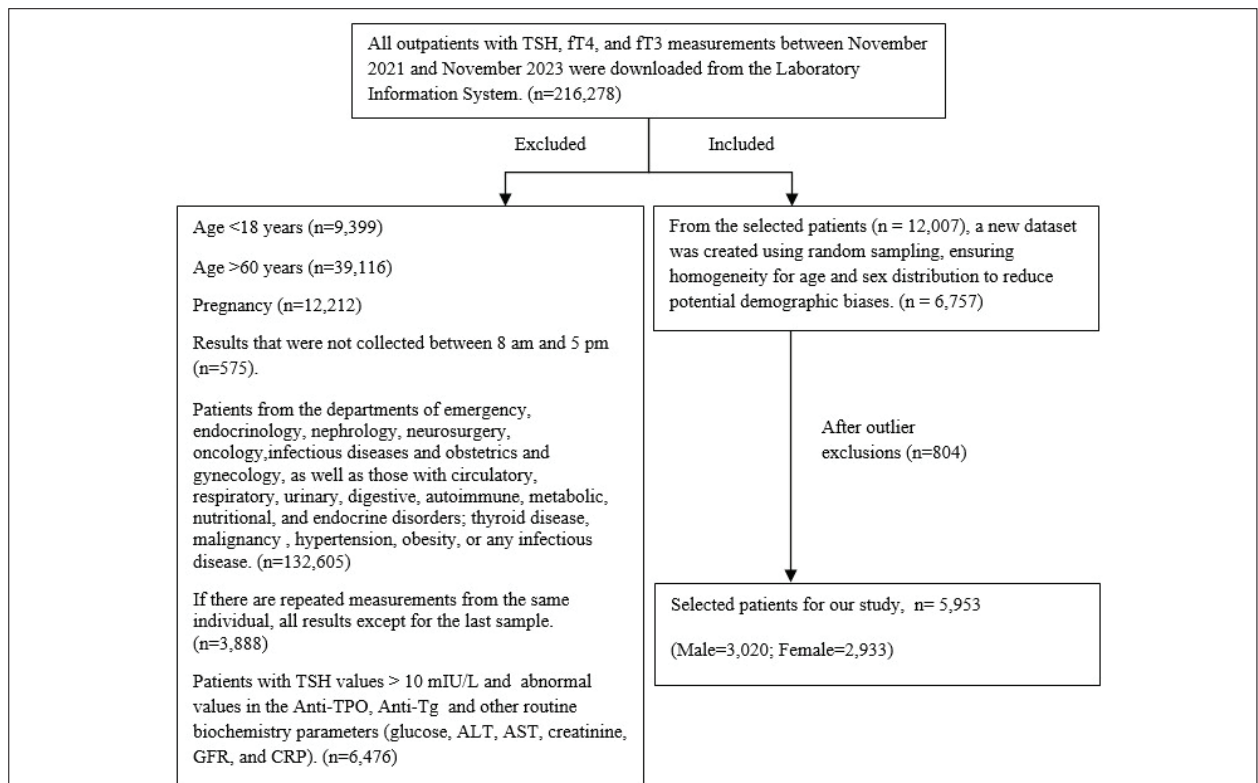 All outpatients with TSH, fT4, and fT3 measurements between November
2021 and November 2023 were downloaded from the Laboratory
Information System. (n=216,278)
Excluded
Included
Age <18 years (n=9,399)
Age >60 years (n=39,116)
Pregnancy (n=12,212)
Results that were not collected between 8 am and 5 pm
(n=575).
Patients from the departments of emergency,
endocrinology, nephrology, neurosurgery,
oncology,infectious diseases and obstetrics and
gynecology, as well as those with circulatory,
respiratory, urinary, digestive, autoimmune, metabolic,
nutritional, and endocrine disorders; thyroid disease,
malignancy , hypertension, obesity, or any infectious
disease. (n=132,605)
If there are repeated measurements from the same
individual, all results except for the last sample.
(n=3,888)
Patients with TSH values > 10 mIU/L and abnormal
values in the Anti-TPO, Anti-Tg and other routine
biochemistry parameters (glucose, ALT, AST, creatinine,
GFR, and CRP). (n=6,476)
From the selected patients (n = 12,007), a new dataset
was created using random sampling, ensuring
homogeneity for age and sex distribution to reduce
potential demographic biases. (n = 6,757)
After outlier
exclusions (n=804)
Selected patients for our study, n= 5,953
(Male=3,020; Female=2,933)